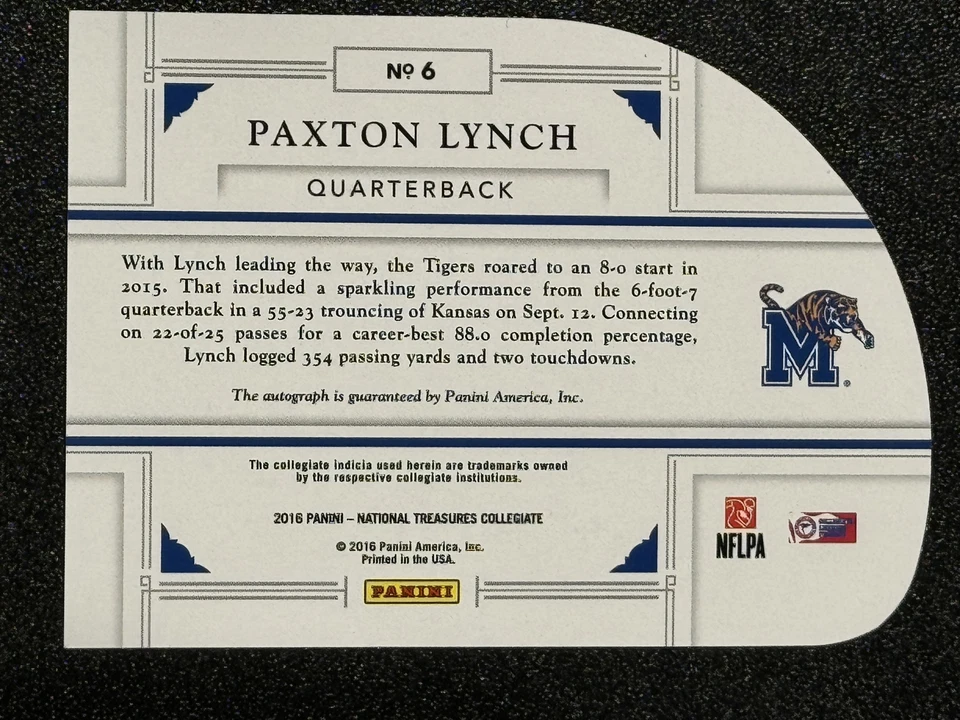 Nº 6
PAXTON LYNCH
QUARTERBACK
With Lynch leading the way, the Tigers roared to an 8-0 start in
2015. That included a sparkling performance from the 6-foot-7
quarterback in a 55-23 trouncing of Kansas on Sept. 12. Connecting
on 22-of-25 passes for a career-best 88.0 completion percentage,
Lynch logged 354 passing yards and two touchdowns.
M
®
The autograph is guaranteed by Panini America, Inc.
The collegiate indicia used herein are trademarks owned
by the respective collegiate institutions.
2016 PANINI – NATIONAL TREASURES COLLEGIATE
© 2016 Panini America, Inc.
Printed in the USA.
PANINI
NFLPA